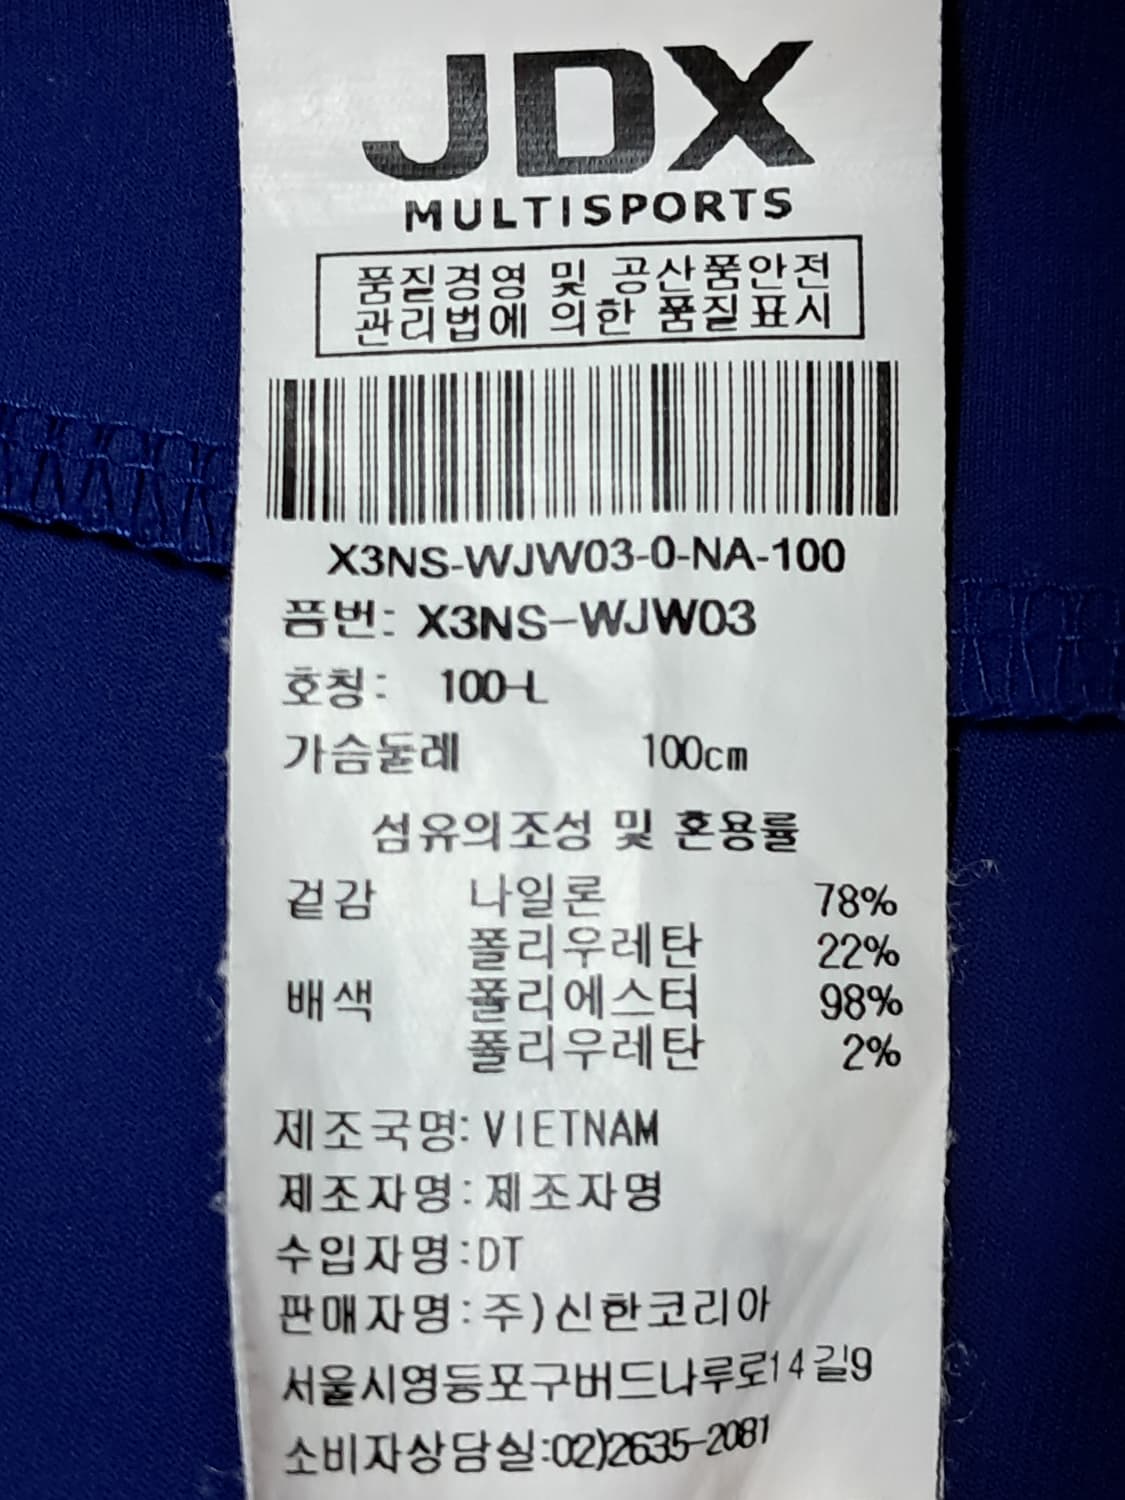 JDX
MULTISPORTS
품질경영 및 공산품안전
관리법에 의한 품질표시
X3NS-WJW03-0-NA-100
품번: X3NS-WJW03
호칭: 100-L
가슴둘레 100cm
섬유의조성 및 혼용률
겉감 나일론 78%
폴리우레탄 22%
배색 폴리에스터 98%
폴리우레탄 2%
제조국명: VIETNAM
제조자명:제조자명
수입자명:DT
판매자명:주)신한코리아
서울시영등포구버드나루로14길9
소비자상담실:02)2635-2081